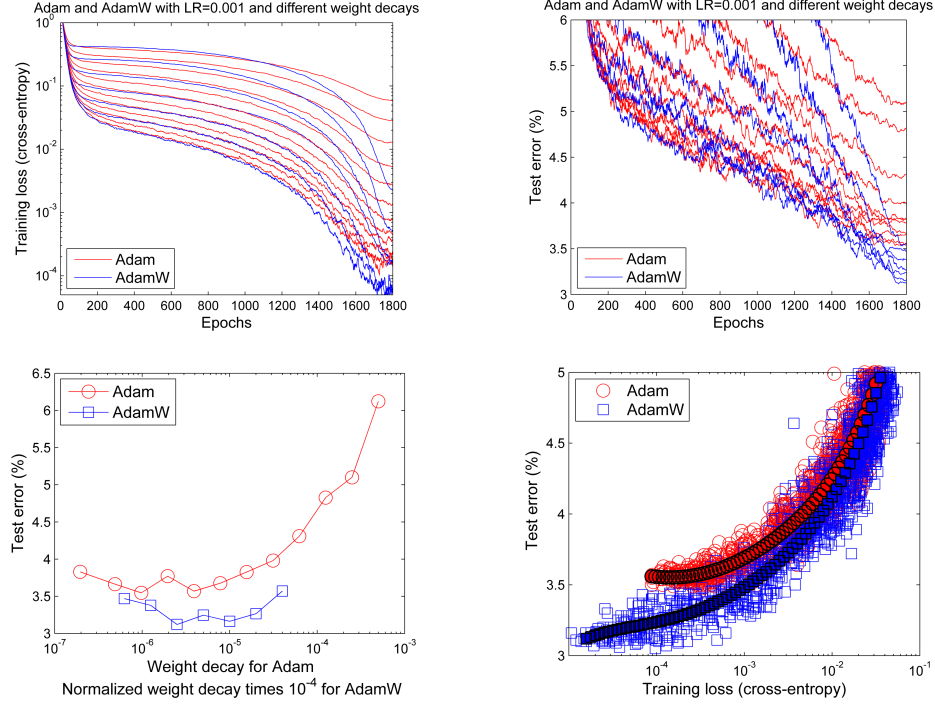 Adam and AdamW with LR=0.001 and different weight decays
10^0
10^-1
10^-2
10^-3
10^-4
Training loss (cross-entropy)
Adam
AdamW
0 200 400 600 800 1000 1200 1400 1600 1800
Epochs
Adam and AdamW with LR=0.001 and different weight decays
6
5.5
5
4.5
4
3.5
3
Test error (%)
Adam
AdamW
0 200 400 600 800 1000 1200 1400 1600 1800
Epochs
6.5
6
5.5
5
4.5
4
3.5
3
Test error (%)
Adam
AdamW
10^-7 10^-6 10^-5 10^-4 10^-3
Weight decay for Adam
Normalized weight decay times 10^-4 for AdamW
5
4.5
4
3.5
3
Test error (%)
Adam
AdamW
10^-4 10^-3 10^-2 10^-1
Training loss (cross-entropy)